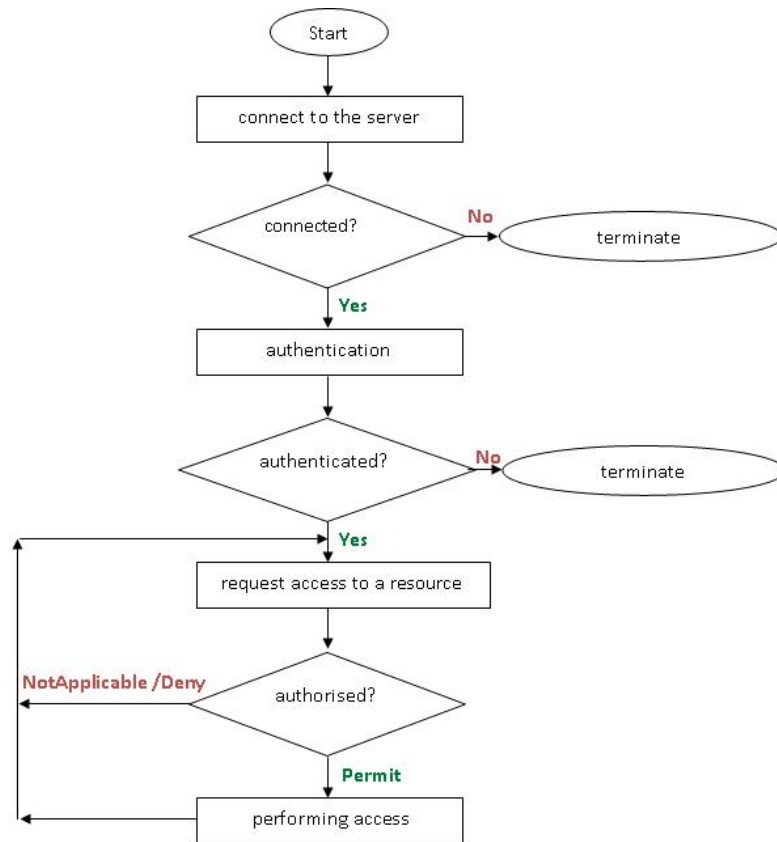 Start
connect to the server
connected?
No
terminate
Yes
authentication
authenticated?
No
terminate
Yes
request access to a resource
NotApplicable /Deny
authorised?
Permit
performing access